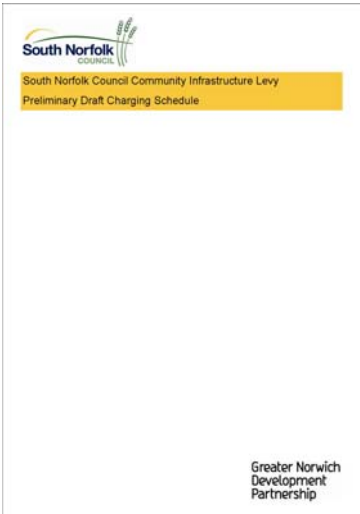 South Norfolk
COUNCIL
South Norfolk Council Community Infrastructure Levy
Preliminary Draft Charging Schedule
Greater Norwich
Development
Partnership